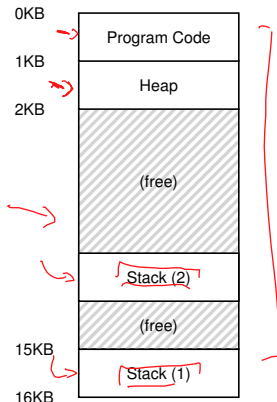 0KB
Program Code
1KB
Heap
2KB
(free)
Stack (2)
(free)
15KB
Stack (1)
16KB